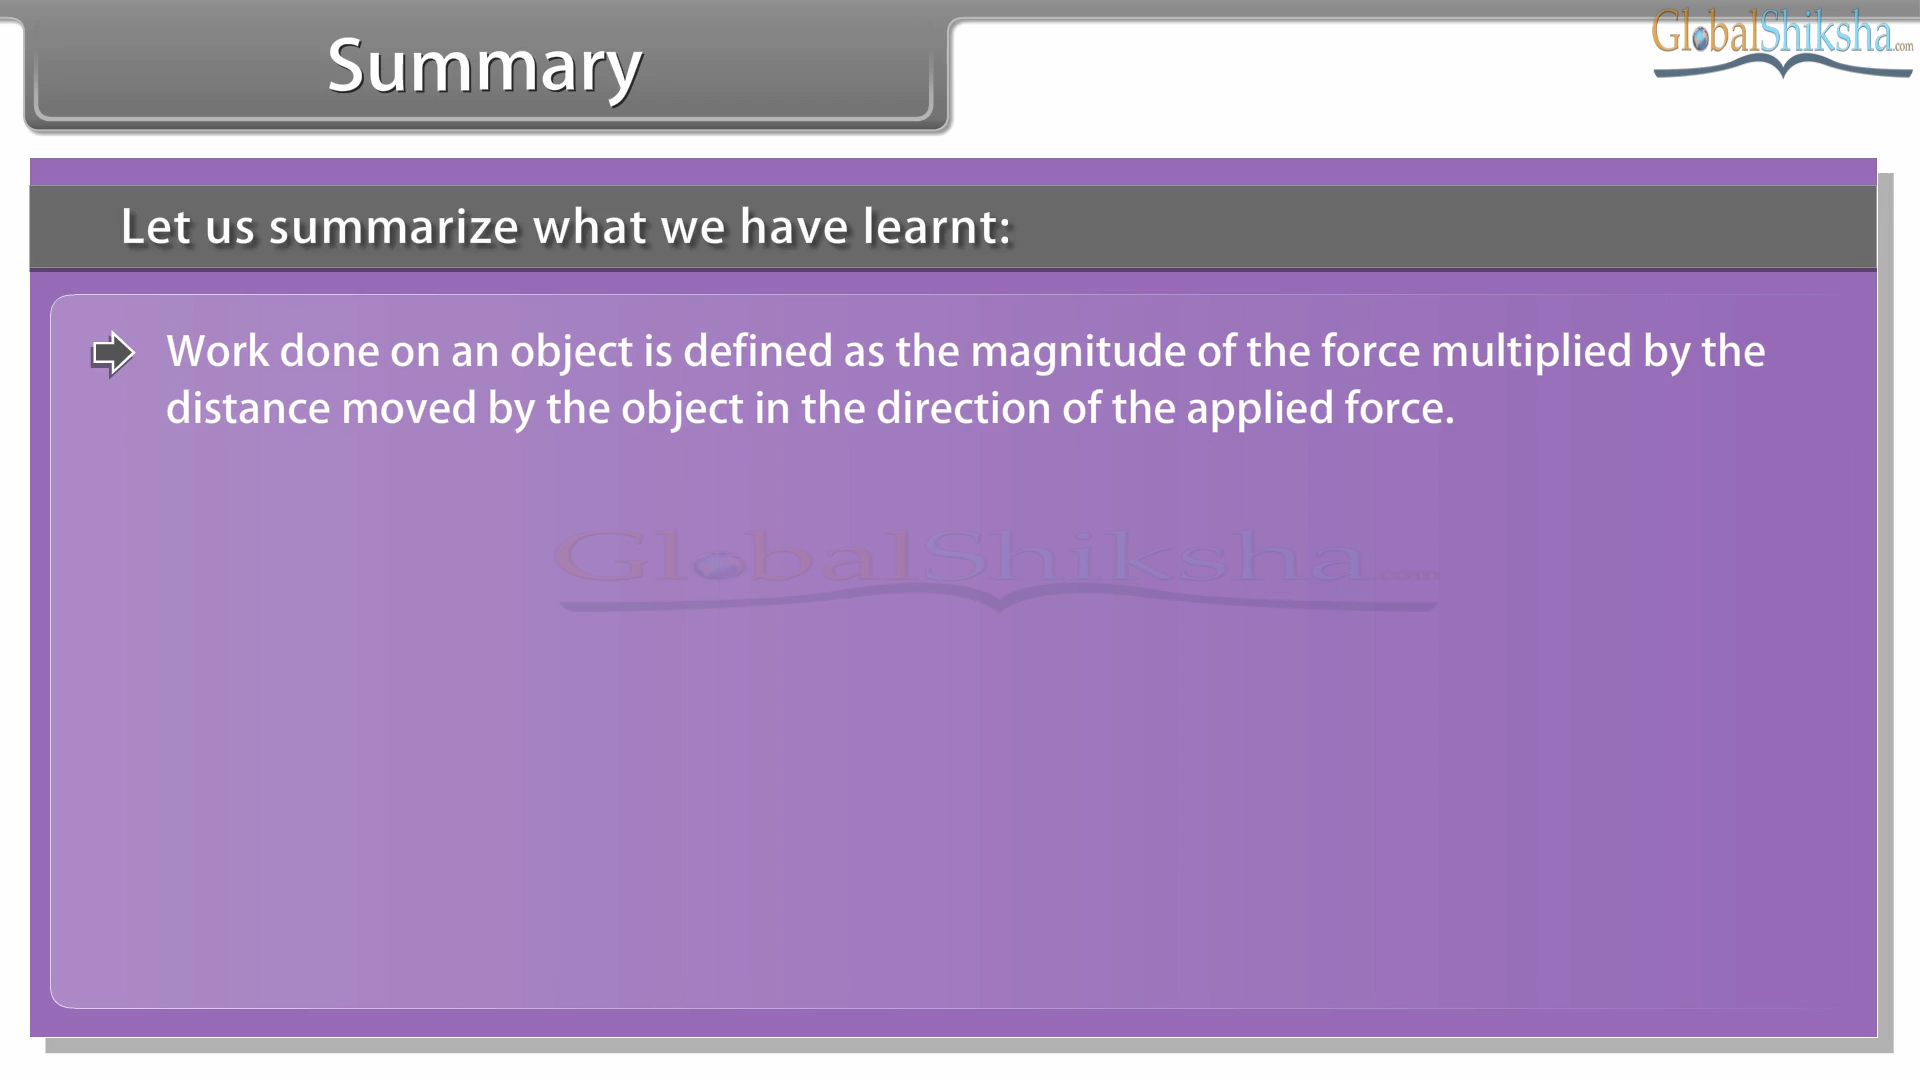 Summary
GlobalShiksha.com
Let us summarize what we have learnt:
Work done on an object is defined as the magnitude of the force multiplied by the
distance moved by the object in the direction of the applied force.
GlobalShiksha.com